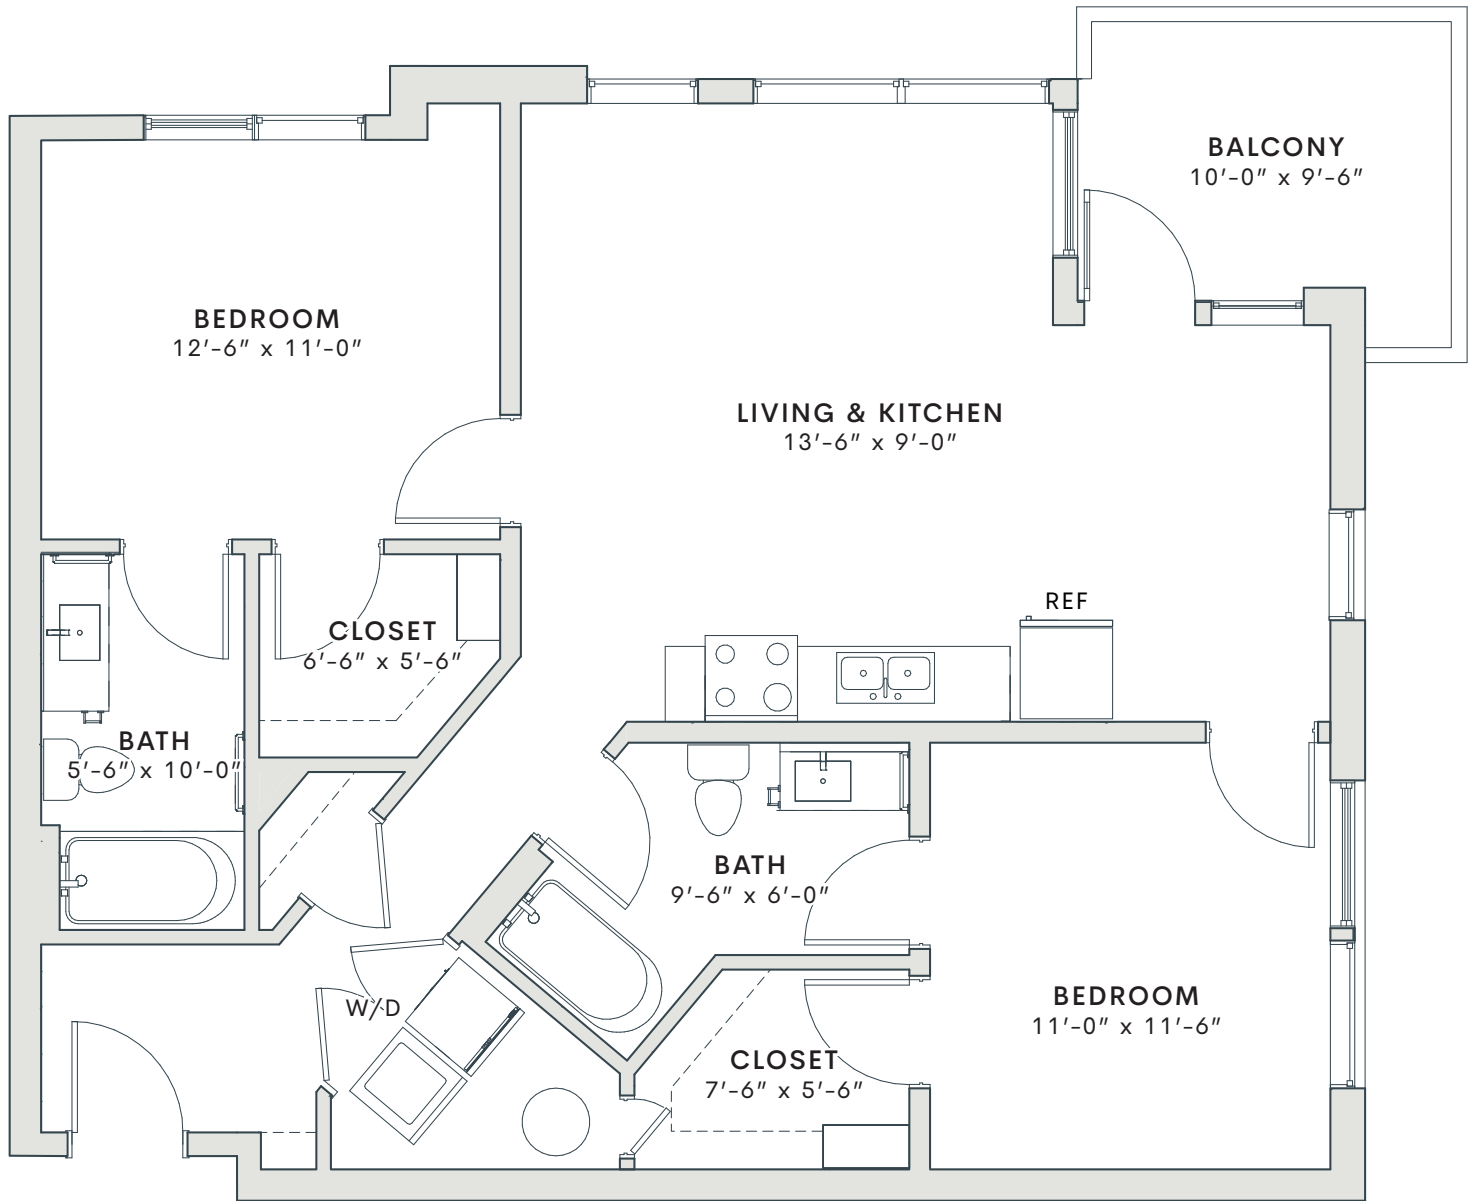 BALCONY
10'-0" x 9'-6"
BEDROOM
12'-6" x 11'-0"
LIVING & KITCHEN
13'-6" x 9'-0"
REF
CLOSET
6'-6" x 5'-6"
BATH
5'-6" x 10'-0"
BATH
9'-6" x 6'-0"
W/D
BEDROOM
11'-0" x 11'-6"
CLOSET
7'-6" x 5'-6"